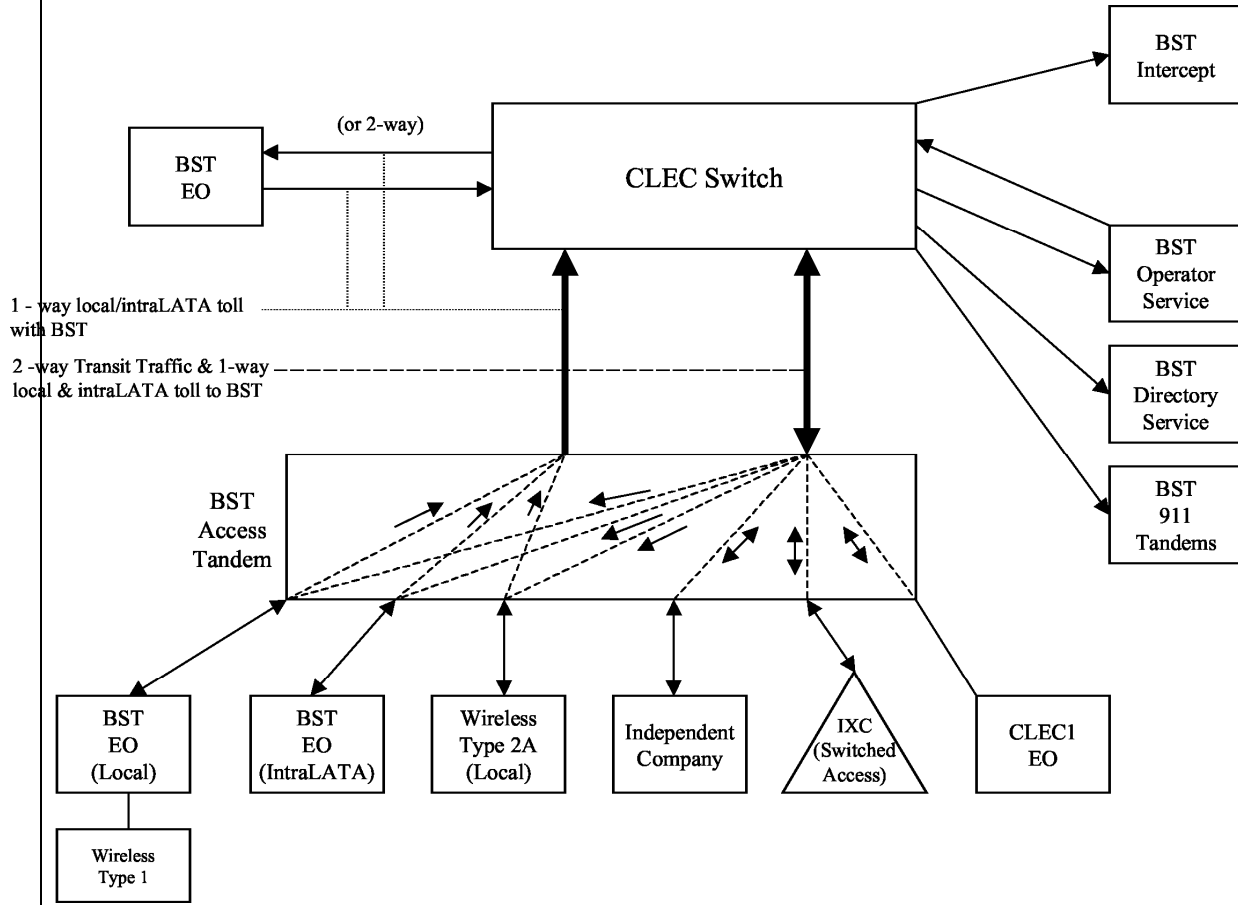 BST
Intercept
(or 2-way)
BST
EO
CLEC Switch
BST
Operator
Service
1 - way local/intraLATA toll
with BST
2 -way Transit Traffic & 1-way
local & intraLATA toll to BST
BST
Directory
Service
BST
Access
Tandem
BST
911
Tandems
BST
EO
(Local)
BST
EO
(IntraLATA)
Wireless
Type 2A
(Local)
Independent
Company
IXC
(Switched
Access)
CLEC1
EO
Wireless
Type 1